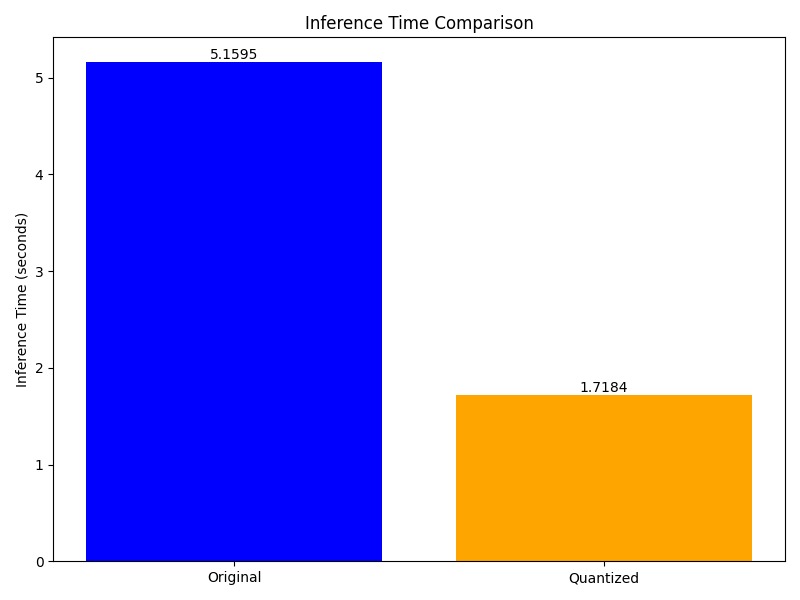 Inference Time Comparison
5.1595
1.7184
Inference Time (seconds)
5
4
3
2
1
0
Original
Quantized